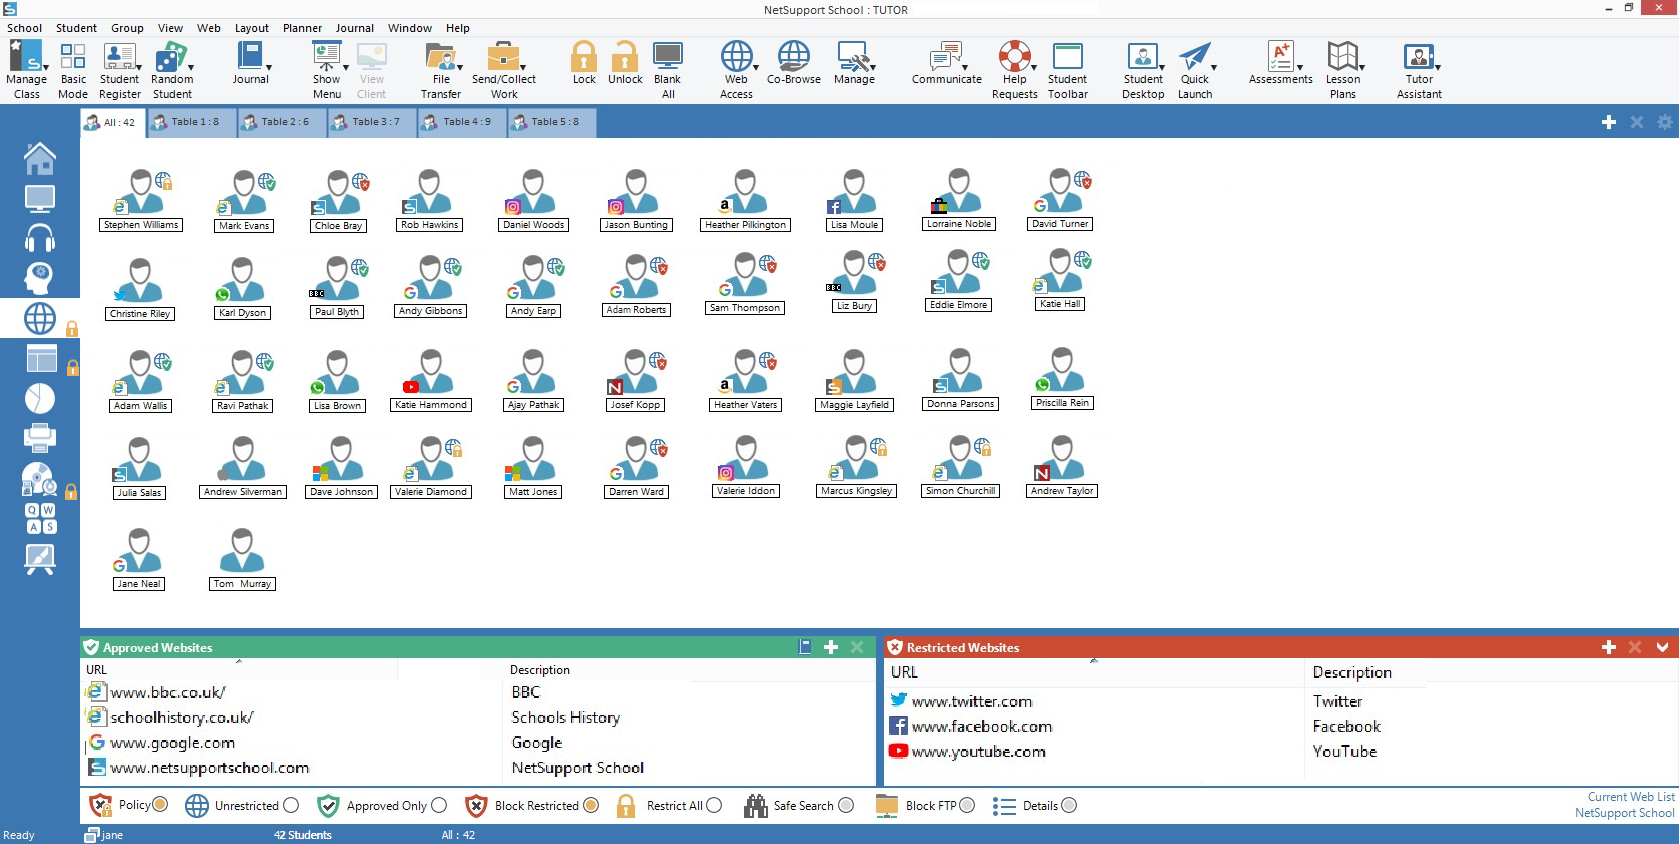 NetSupport School : TUTOR
School Student Group View Web Layout Planner Journal Window Help
Manage Class
Basic Mode
Student Register
Random Student
Journal
Show Menu
View Client
File Transfer
Send/Collect Work
Lock
Unlock
Blank All
Web Access
Co-Browse
Manage
Communicate
Help Requests
Student Toolbar
Student Desktop
Quick Launch
Assessments
Lesson Plans
Tutor Assistant
All : 42 Table 1 : 8 Table 2 : 6 Table 3 : 7 Table 4 : 9 Table 5 : 8
Stephen Williams Mark Evans Chloe Bray Rob Hawkins Daniel Woods Jason Bunting Heather Pilkington Lisa Moule Lorraine Noble David Turner
BBC BBC
Christine Riley Karl Dyson Paul Blyth Andy Gibbons Andy Earp Adam Roberts Sam Thompson Liz Bury Eddie Elmore Katie Hall
Adam Wallis Ravi Pathak Lisa Brown Katie Hammond Ajay Pathak Josef Kopp Heather Vaters Maggie Layfield Donna Parsons Priscilla Rein
Julia Salas Andrew Silverman Dave Johnson Valerie Diamond Matt Jones Darren Ward Valerie Iddon Marcus Kingsley Simon Churchill Andrew Taylor
Q W
A S
Jane Neal Tom Murray
Approved Websites
URL Description
www.bbc.co.uk/ BBC
schoolhistory.co.uk/ Schools History
www.google.com Google
www.netsupportschool.com NetSupport School
Restricted Websites
URL Description
www.twitter.com Twitter
www.facebook.com Facebook
www.youtube.com YouTube
Policy Unrestricted Approved Only Block Restricted Restrict All Safe Search Block FTP Details
Current Web List
NetSupport School
Ready jane 42 Students All : 42